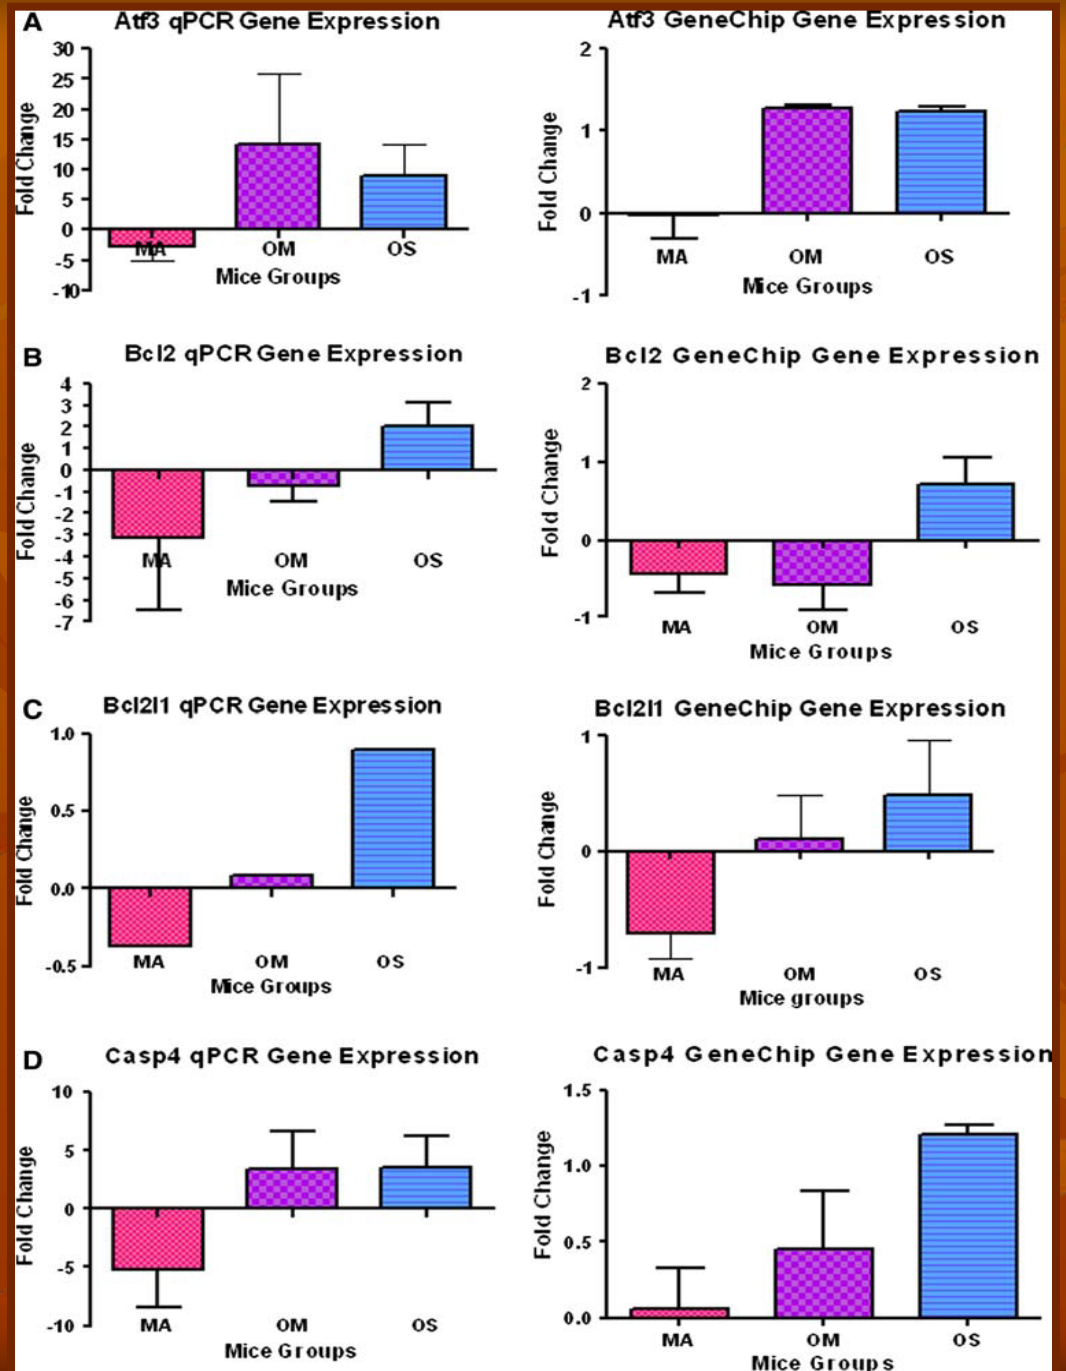 A
Atf3 qPCR Gene Expression
30
25
20
15
10
5
0
-5
-10
Fold Change
MA
OM
OS
Mice Groups
Atf3 GeneChip Gene Expression
2
1
0
-1
Fold Change
MA
OM
OS
Mice Groups
B
Bcl2 qPCR Gene Expression
4
3
2
1
0
-1
-2
-3
-4
-5
-6
-7
Fold Change
MA
OM
OS
Mice Groups
Bcl2 GeneChip Gene Expression
2
1
0
-1
Fold Change
MA
OM
OS
Mice Groups
C
Bcl2l1 qPCR Gene Expression
1.0
0.5
0.0
-0.5
Fold Change
MA
OM
OS
Mice Groups
Bcl2l1 GeneChip Gene Expression
1
0
-1
Fold Change
MA
OM
OS
Mice groups
D
Casp4 qPCR Gene Expression
10
5
0
-5
-10
Fold Change
MA
OM
OS
Mice Groups
Casp4 GeneChip Gene Expression
1.5
1.0
0.5
0.0
Fold Change
MA
OM
OS
Mice Groups